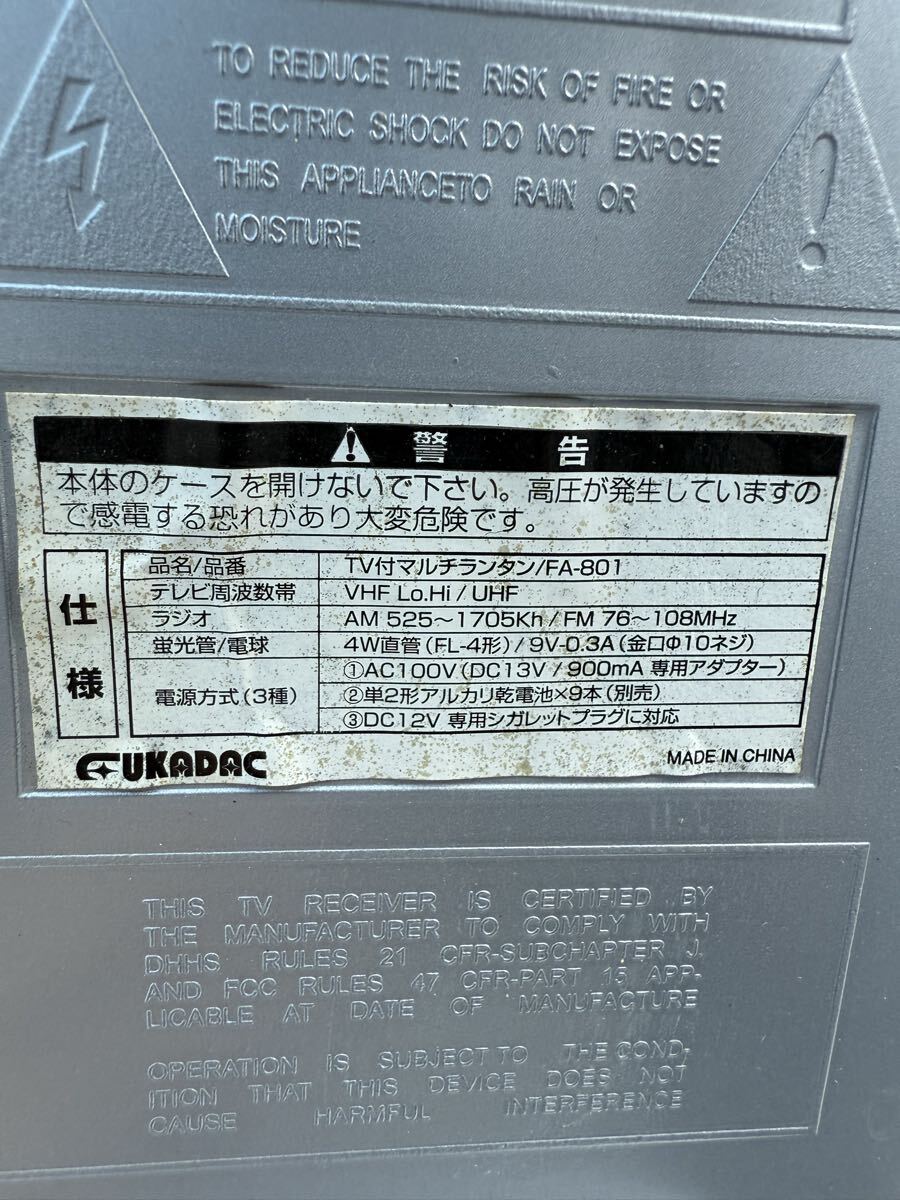 TO REDUCE THE RISK OF FIRE OR
ELECTRIC SHOCK DO NOT EXPOSE
THIS APPLIANCETO RAIN OR
MOISTURE
警告
本体のケースを開けないで下さい。高圧が発生していますの
で感電する恐れがあり大変危険です。
仕様
品名/品番 TV付マルチランタン/FA-801
テレビ周波数帯 VHF Lo.Hi / UHF
ラジオ AM 525~1705Kh / FM 76~108MHz
蛍光管/電球 4W直管(FL-4形) / 9V-0.3A(金口Φ10ネジ)
電源方式(3種) ①AC100V(DC13V / 900mA 専用アダプター)
②単2形アルカリ乾電池×9本(別売)
③DC12V 専用シガレットプラグに対応
FUKADAC
MADE IN CHINA
THIS TV RECEIVER IS CERTIFIED BY
THE MANUFACTURER TO COMPLY WITH
DHHS RULES 21 CFR-SUBCHAPTER J.
AND FCC RULES 47 CFR-PART 15 APP-
LICABLE AT DATE OF MANUFACTURE
OPERATION IS SUBJECT TO THE COND-
ITION THAT THIS DEVICE DOES NOT
CAUSE HARMFUL INTERFERENCE